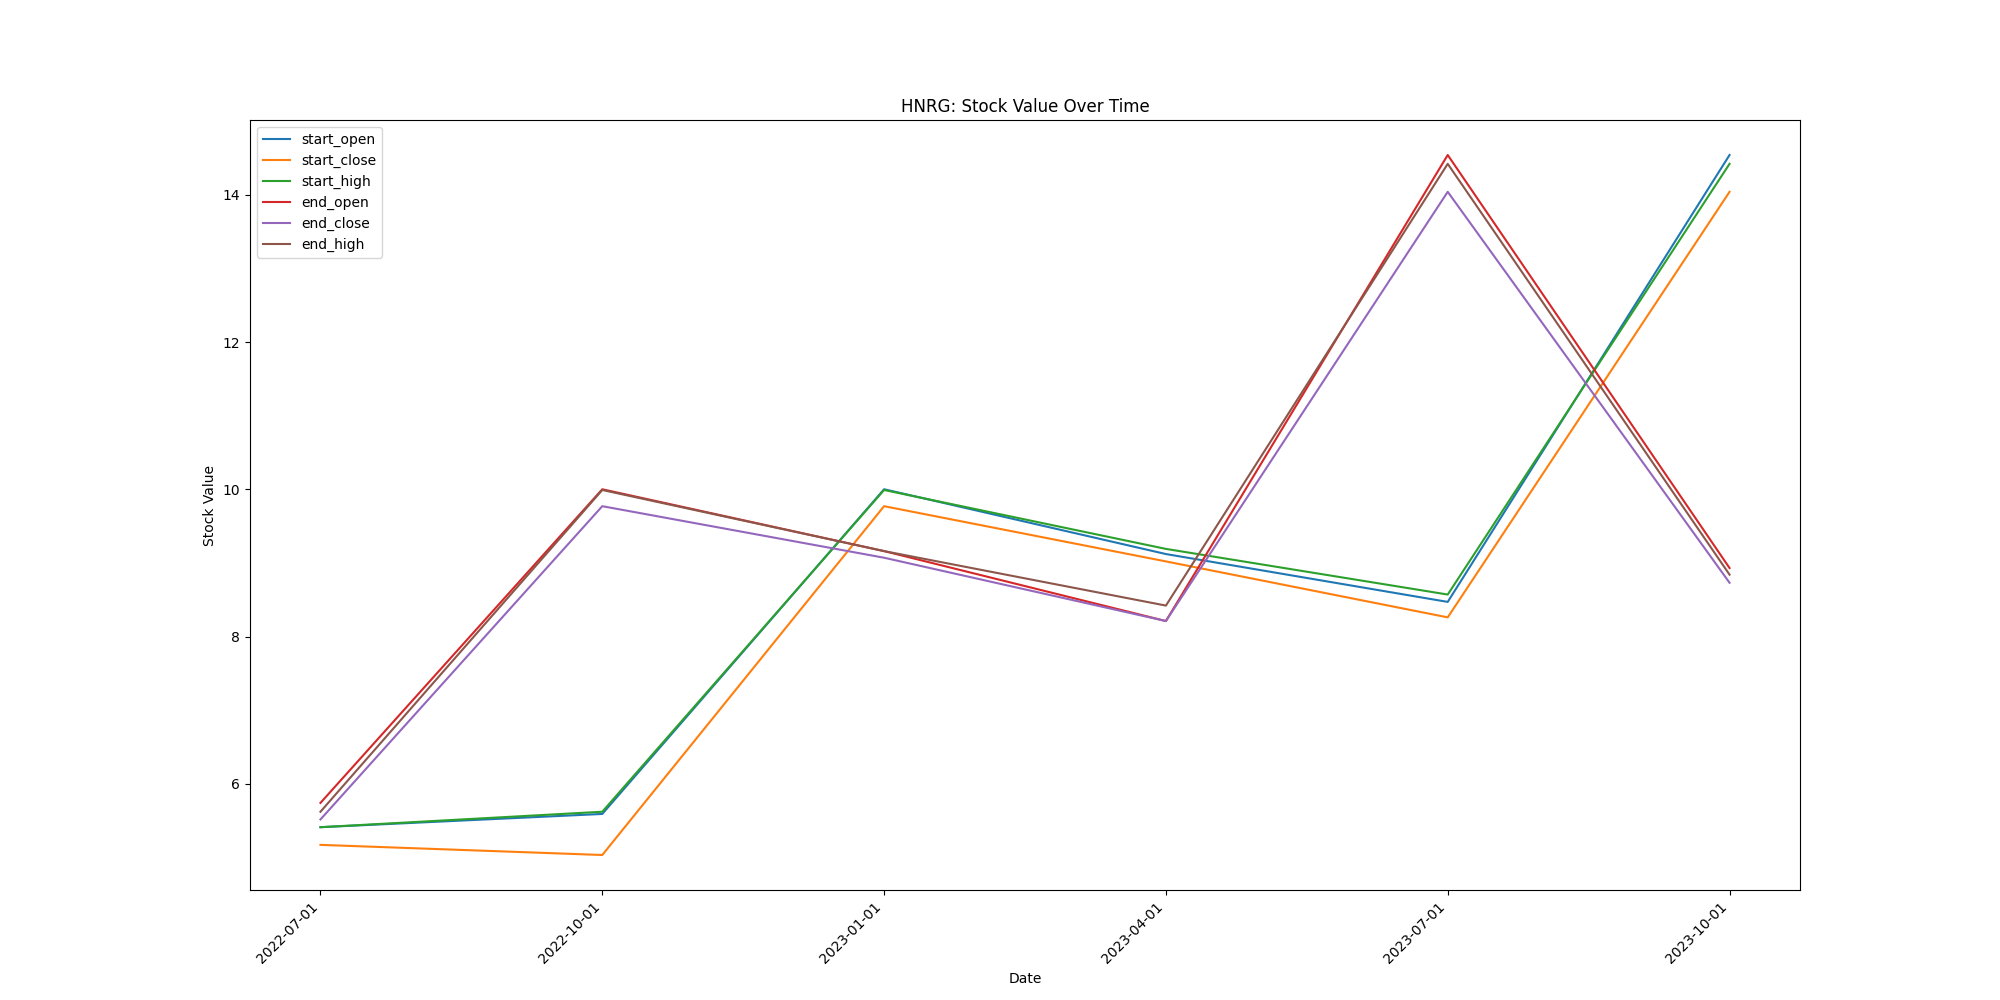 HNRG: Stock Value Over Time
start_open
start_close
start_high
end_open
end_close
end_high
14
12
10
8
6
Stock Value
2022-07-01
2022-10-01
2023-01-01
2023-04-01
2023-07-01
2023-10-01
Date